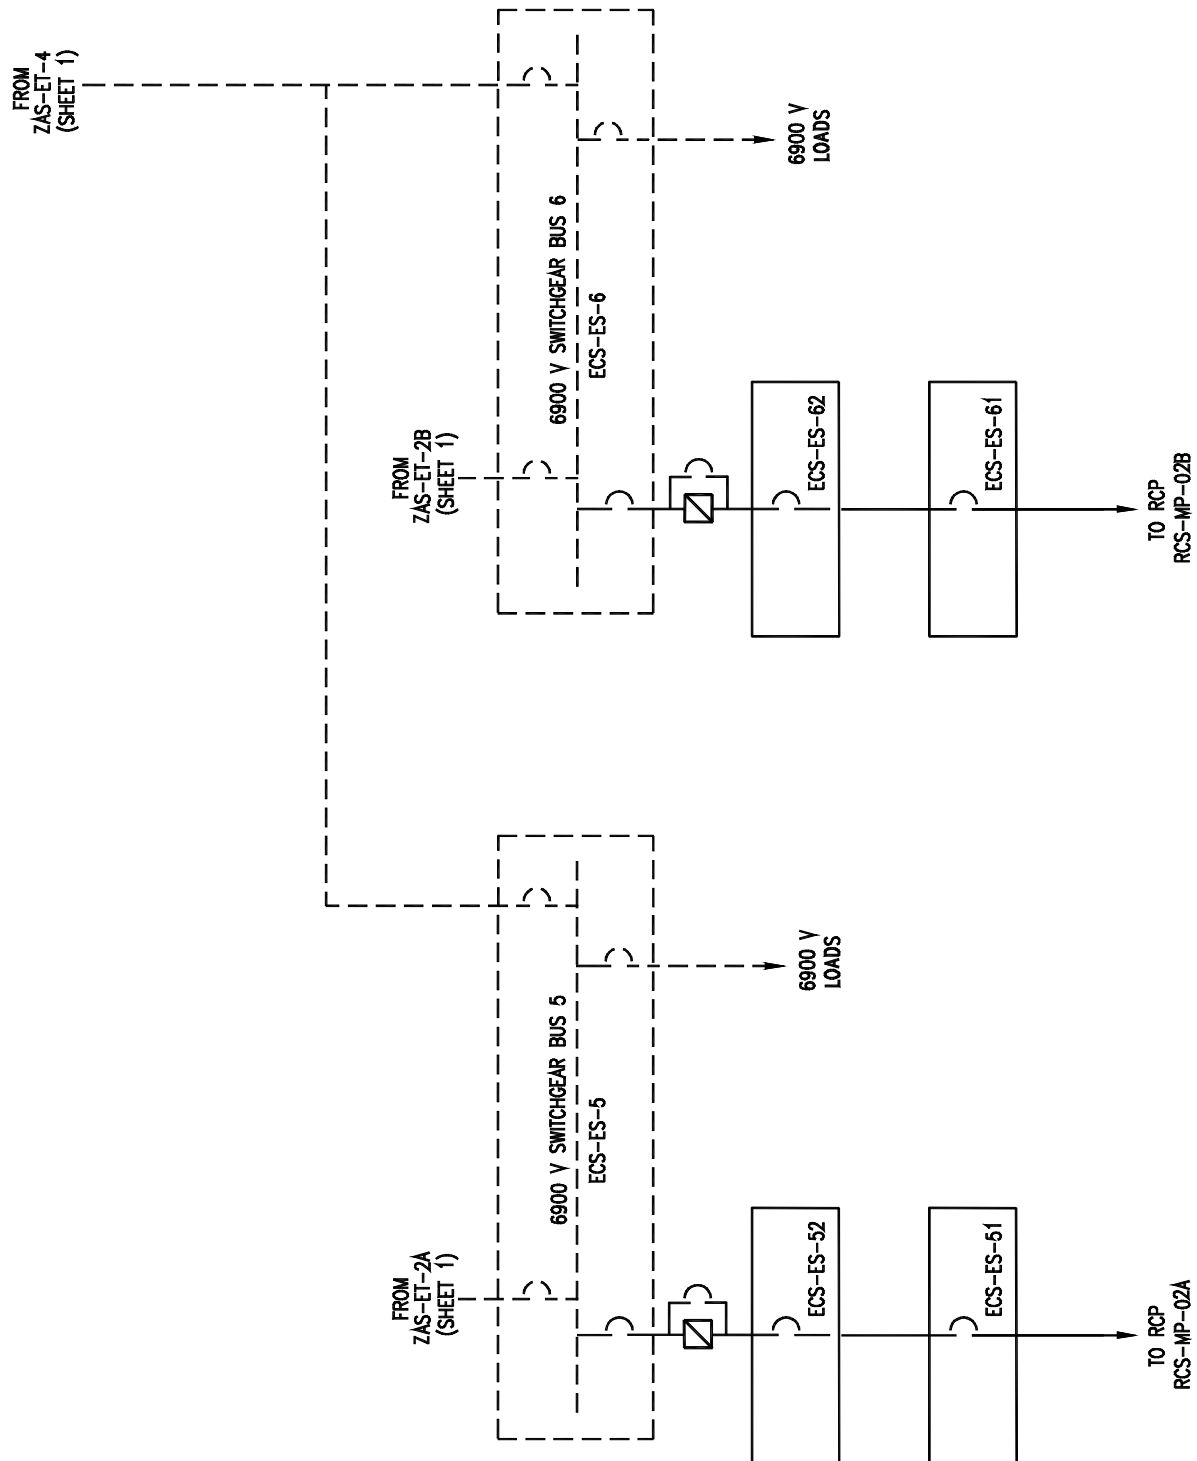 FROM
ZAS-ET-4
(SHEET 1)
6900 V
LOADS
6900 V SWITCHGEAR BUS 6
ECS-ES-6
FROM
ZAS-ET-2B
(SHEET 1)
ECS-ES-62
ECS-ES-61
TO RCP
RCS-MP-02B
6900 V
LOADS
6900 V SWITCHGEAR BUS 5
ECS-ES-5
FROM
ZAS-ET-2A
(SHEET 1)
ECS-ES-52
ECS-ES-51
TO RCP
RCS-MP-02A